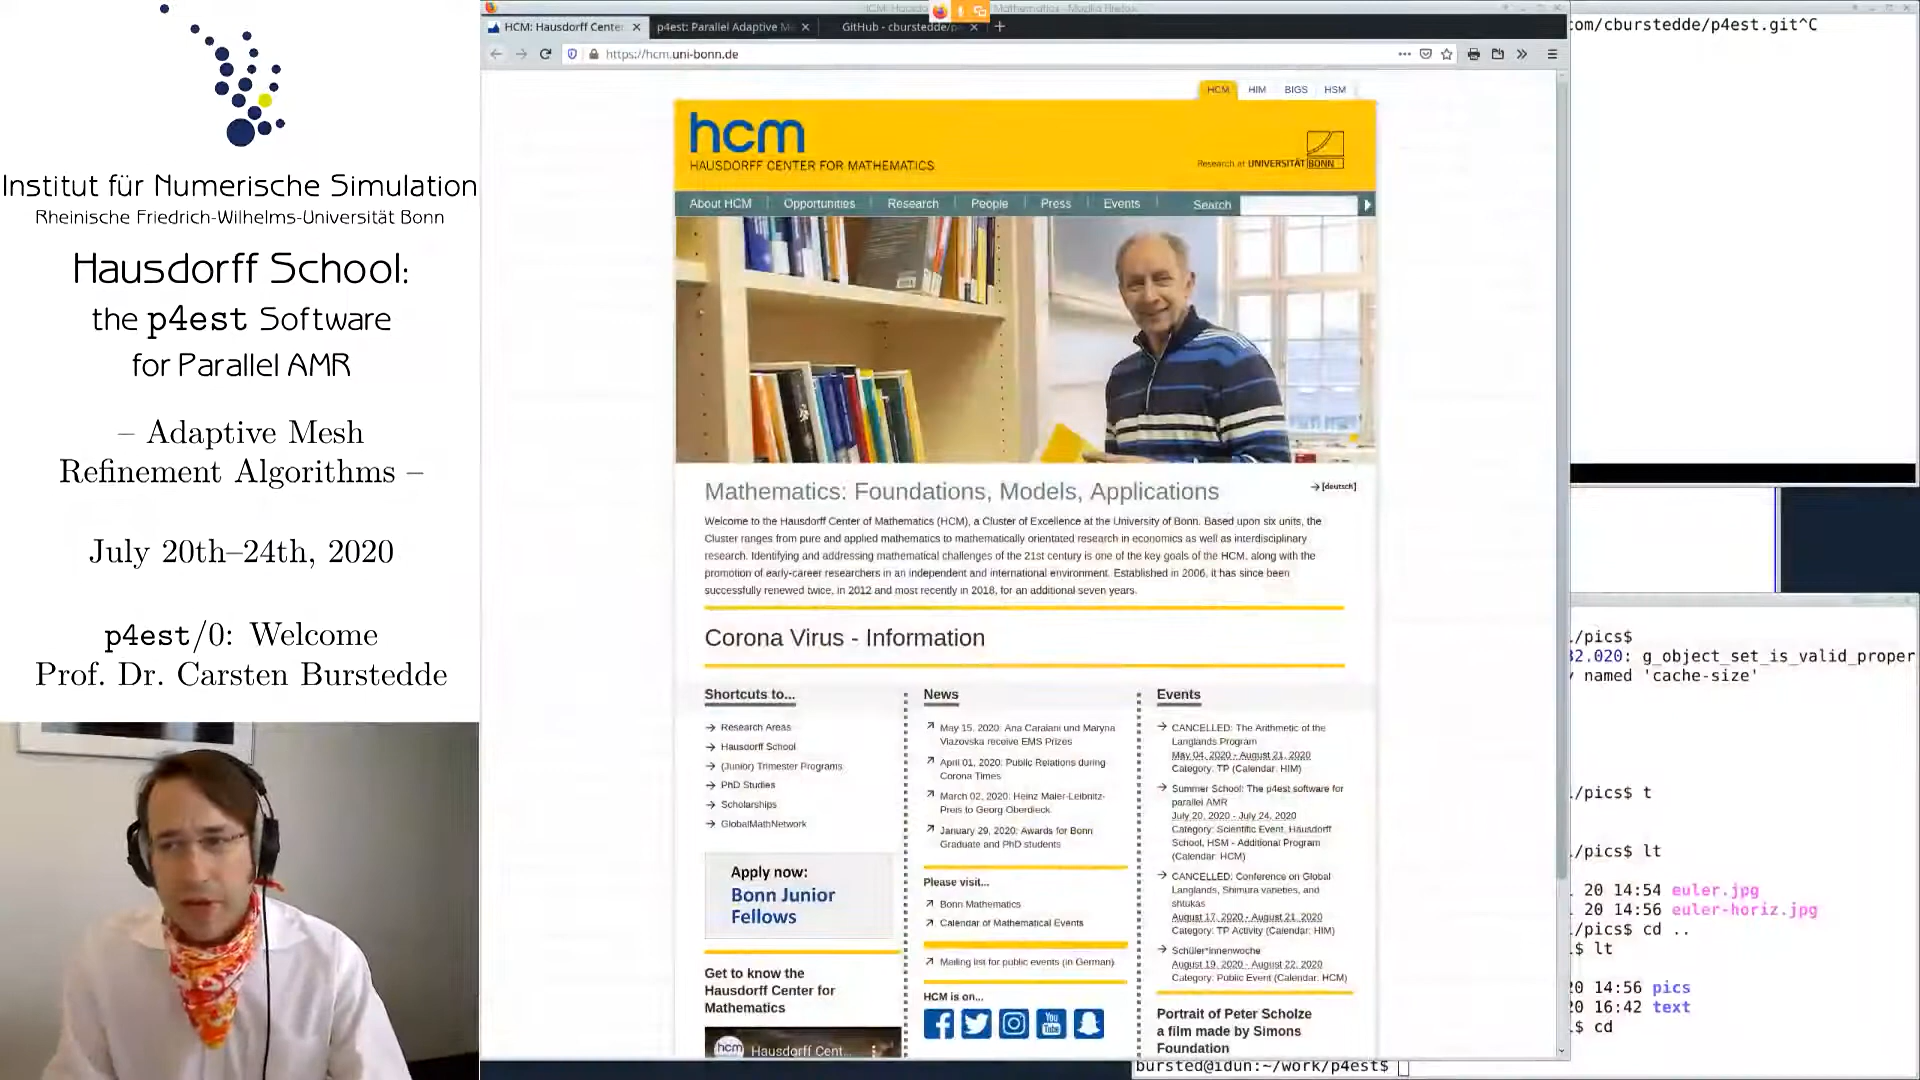 Institut für Numerische Simulation
Rheinische Friedrich-Wilhelms-Universität Bonn
Hausdorff School:
the p4est Software
for Parallel AMR
– Adaptive Mesh
Refinement Algorithms –
July 20th–24th, 2020
p4est/0: Welcome
Prof. Dr. Carsten Burstedde
HCM: Hausdorff Center
p4est: Parallel Adaptive M
GitHub - cburstedde/p
https://hcm.uni-bonn.de
HCM HIM BIGS HSM
hcm
HAUSDORFF CENTER FOR MATHEMATICS
Research at UNIVERSITÄT BONN
About HCM Opportunities Research People Press Events Search
Mathematics: Foundations, Models, Applications
[deutsch]
Welcome to the Hausdorff Center of Mathematics (HCM), a Cluster of Excellence at the University of Bonn. Based upon six units, the
Cluster ranges from pure and applied mathematics to mathematically orientated research in economics as well as interdisciplinary
research. Identifying and addressing mathematical challenges of the 21st century is one of the key goals of the HCM, along with the
promotion of early-career researchers in an independent and international environment. Established in 2006, it has since been
successfully renewed twice, in 2012 and most recently in 2018, for an additional seven years.
Corona Virus - Information
Shortcuts to...
Research Areas
Hausdorff School
(Junior) Trimester Programs
PhD Studies
Scholarships
GlobalMathNetwork
Apply now:
Bonn Junior
Fellows
Get to know the
Hausdorff Center for
Mathematics
hcm Hausdorff Cent...
News
May 15, 2020: Ana Caraiani und Maryna
Viazovska receive EMS Prizes
April 01, 2020: Public Relations during
Corona Times
March 02, 2020: Heinz Maier-Leibnitz-
Preis to Georg Oberdieck
January 29, 2020: Awards for Bonn
Graduate and PhD students
Please visit...
Bonn Mathematics
Calendar of Mathematical Events
Mailing list for public events (in German)
HCM is on...
You
Tube
Events
CANCELLED: The Arithmetic of the
Langlands Program
May 04, 2020 - August 21, 2020
Category: TP (Calendar: HIM)
Summer School: The p4est software for
parallel AMR
July 20, 2020 - July 24, 2020
Category: Scientific Event, Hausdorff
School, HSM - Additional Program
(Calendar: HCM)
CANCELLED: Conference on Global
Langlands, Shimura varieties, and
shtukas
August 17, 2020 - August 21, 2020
Category: TP Activity (Calendar: HIM)
Schüler*innenwoche
August 19, 2020 - August 22, 2020
Category: Public Event (Calendar: HCM)
Portrait of Peter Scholze
a film made by Simons
Foundation
com/cburstedde/p4est.git^C
/pics$
32.020: g_object_set_is_valid_proper
y named 'cache-size'
/pics$ t
/pics$ lt
20 14:54 euler.jpg
20 14:56 euler-horiz.jpg
/pics$ cd ..
$ lt
20 14:56 pics
20 16:42 text
$ cd
bursted@idun:~/work/p4est$